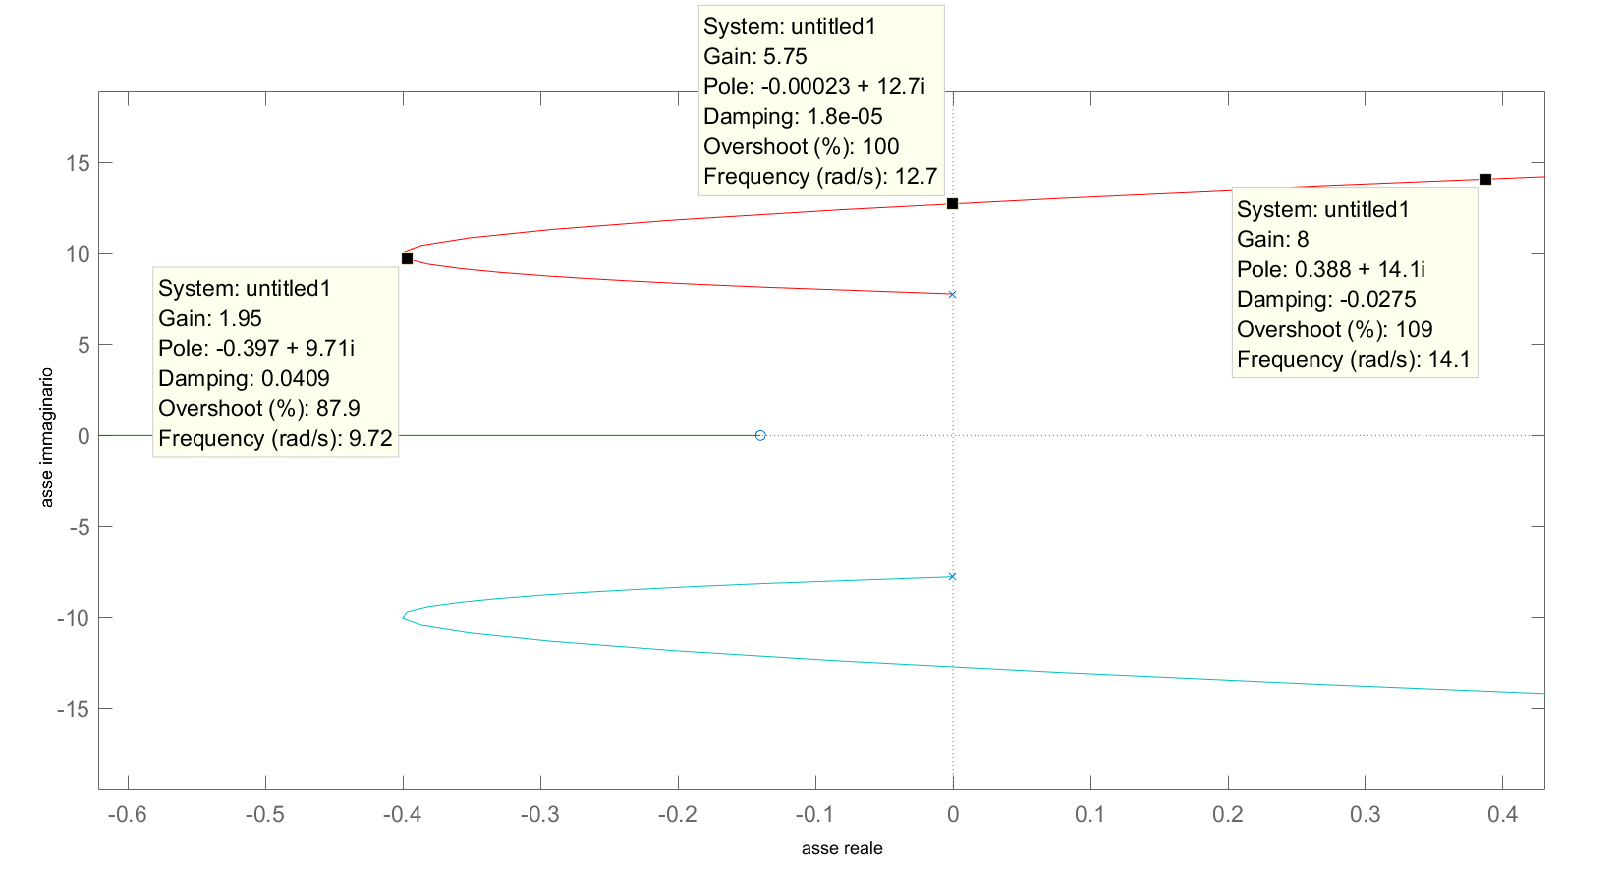 System: untitled1
Gain: 5.75
Pole: -0.00023 + 12.7i
Damping: 1.8e-05
Overshoot (%): 100
Frequency (rad/s): 12.7
System: untitled1
Gain: 8
Pole: 0.388 + 14.1i
Damping: -0.0275
Overshoot (%): 109
Frequency (rad/s): 14.1
System: untitled1
Gain: 1.95
Pole: -0.397 + 9.71i
Damping: 0.0409
Overshoot (%): 87.9
Frequency (rad/s): 9.72
asse immaginario
15
10
5
0
-5
-10
-15
-0.6 -0.5 -0.4 -0.3 -0.2 -0.1 0 0.1 0.2 0.3 0.4
asse reale